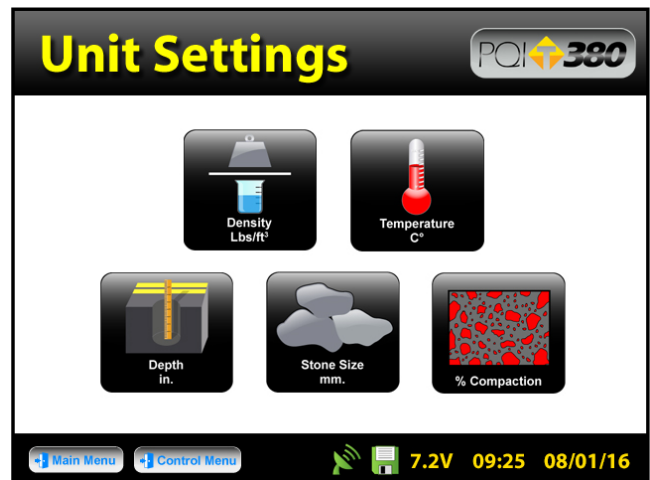 Unit Settings
PQI T 380
Density
Lbs/ft³
Temperature
C°
Depth
in.
Stone Size
mm.
% Compaction
Main Menu
Control Menu
7.2V 09:25 08/01/16